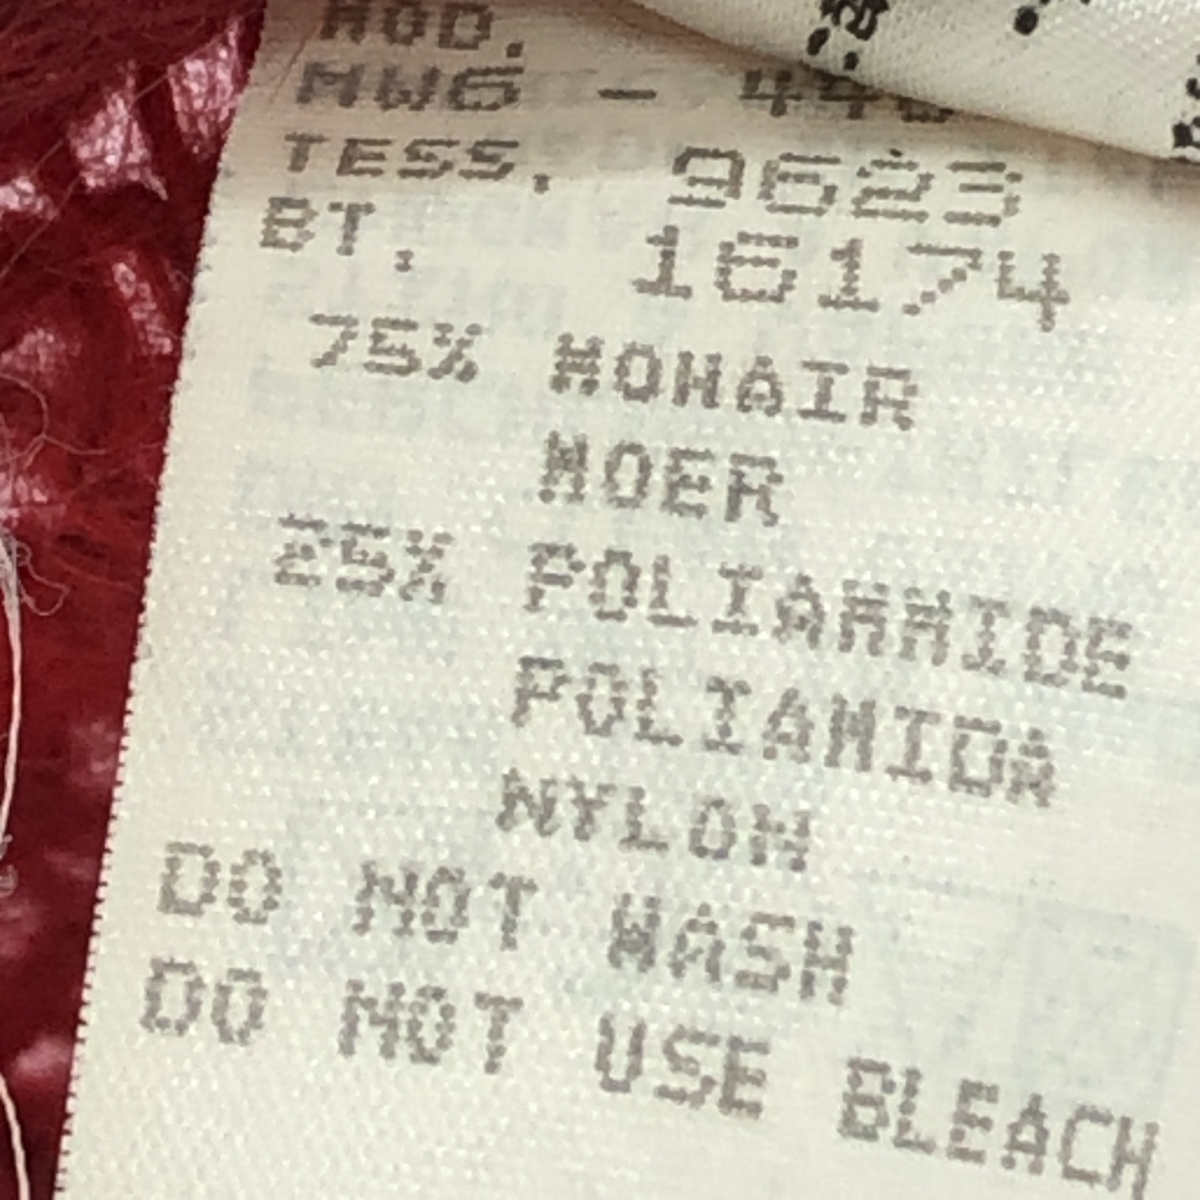 MOD.
MW6 - 44
TESS. 9623
BT. 16174
75% MOHAIR
MOER
25% POLIAMMIDE
POLIAMIDA
NYLON
DO NOT WASH
DO NOT USE BLEACH